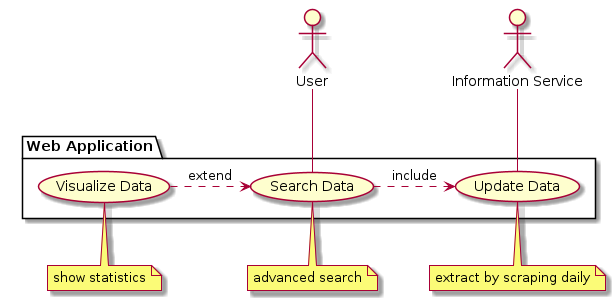 User
Information Service
Web Application
extend
include
Visualize Data
Search Data
Update Data
show statistics
advanced search
extract by scraping daily